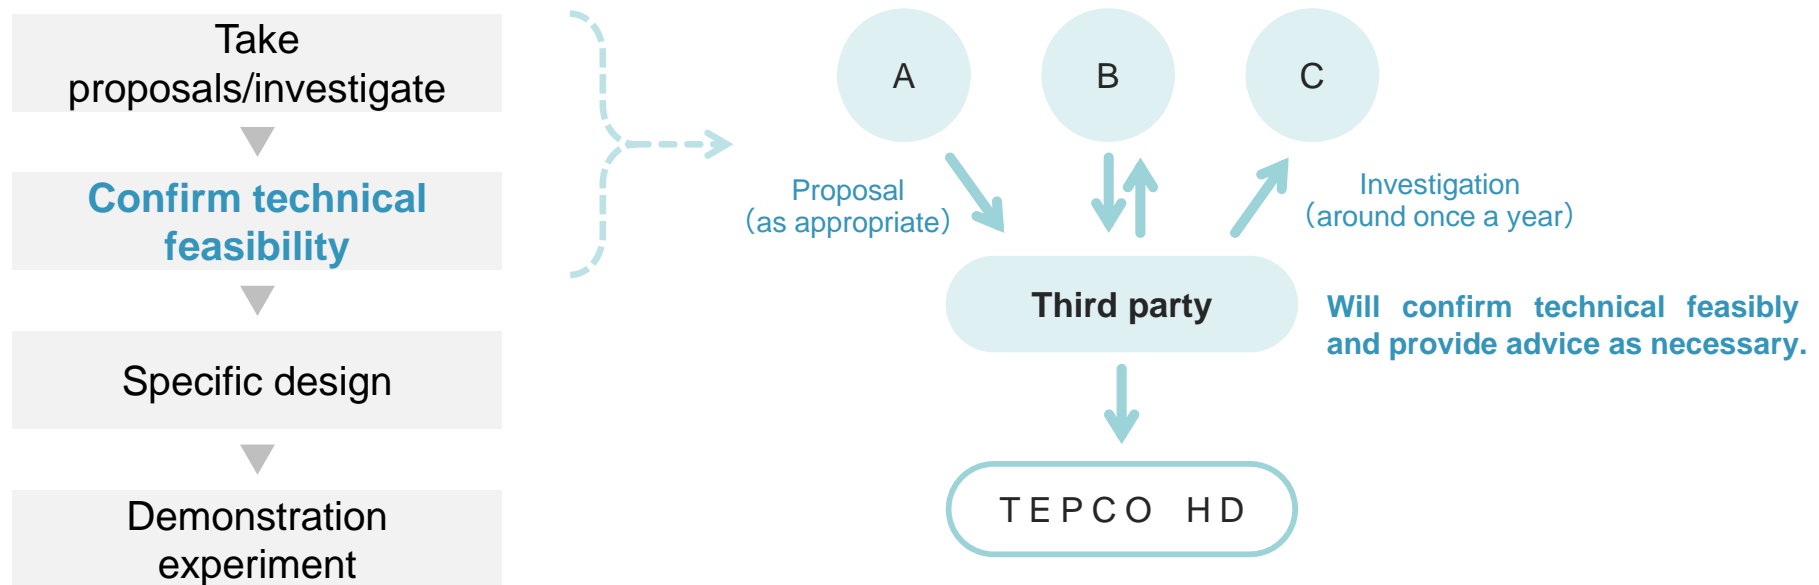 Take
proposals/investigate
Confirm technical
feasibility
Specific design
Demonstration
experiment
A
B
C
Proposal
（as appropriate）
Investigation
（around once a year）
Third party
Will confirm technical feasibly
and provide advice as necessary.
TEPCO HD